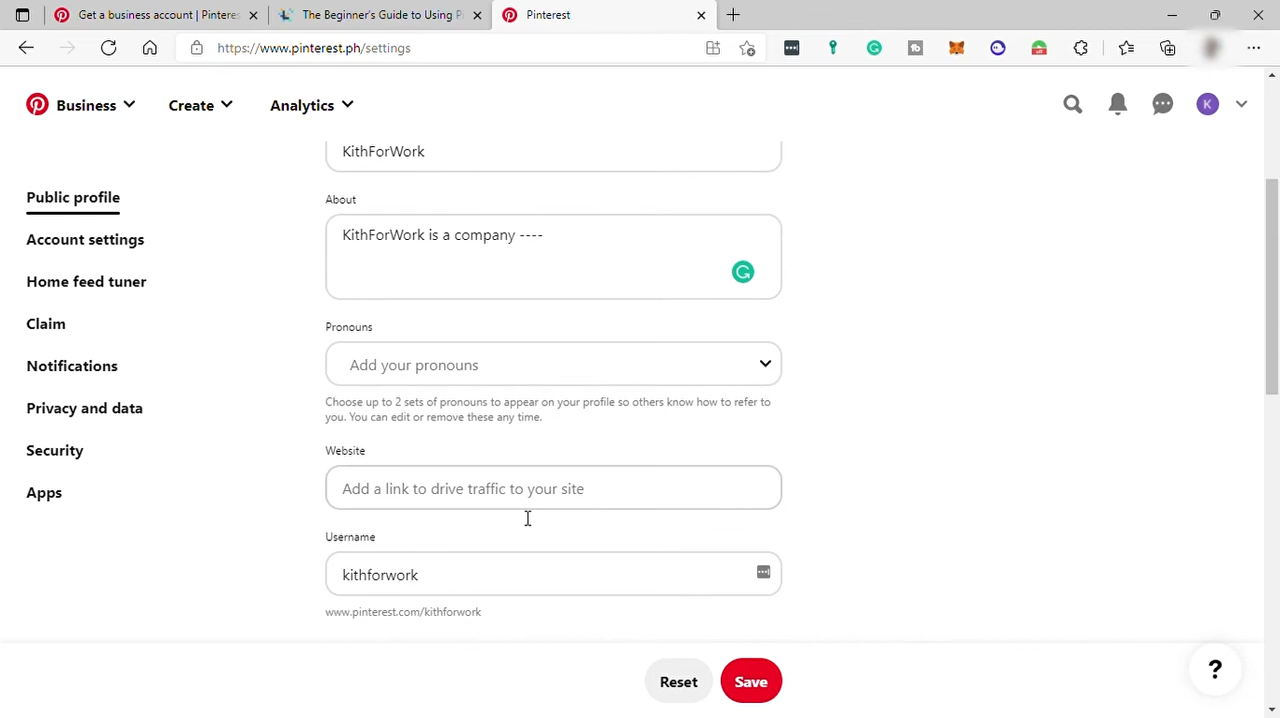 Get a business account | Pinteres
The Beginner's Guide to Using P
Pinterest
https://www.pinterest.ph/settings
Business
Create
Analytics
K
Public profile
Account settings
Home feed tuner
Claim
Notifications
Privacy and data
Security
Apps
KithForWork
About
KithForWork is a company ----
Pronouns
Add your pronouns
Choose up to 2 sets of pronouns to appear on your profile so others know how to refer to
you. You can edit or remove these any time.
Website
Add a link to drive traffic to your site
Username
kithforwork
www.pinterest.com/kithforwork
Reset
Save
?